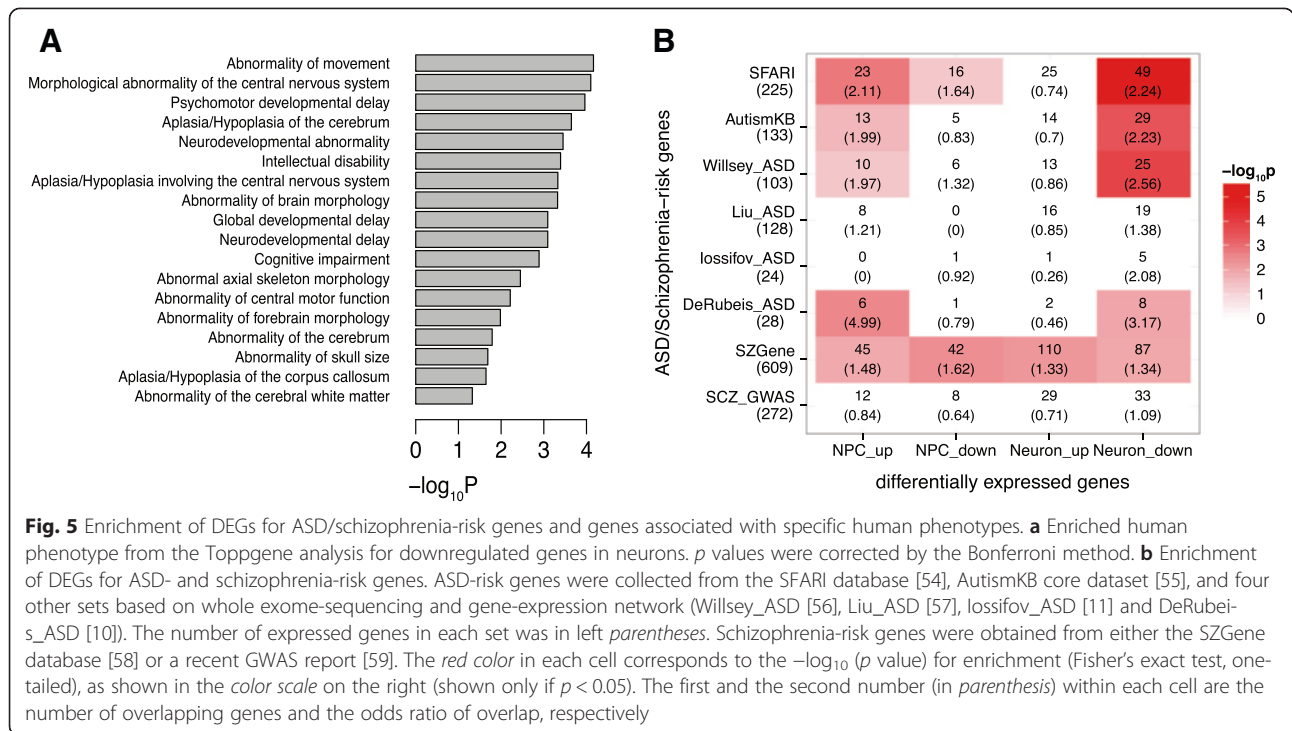 A
Abnormality of movement
Morphological abnormality of the central nervous system
Psychomotor developmental delay
Aplasia/Hypoplasia of the cerebrum
Neurodevelopmental abnormality
Intellectual disability
Aplasia/Hypoplasia involving the central nervous system
Abnormality of brain morphology
Global developmental delay
Neurodevelopmental delay
Cognitive impairment
Abnormal axial skeleton morphology
Abnormality of central motor function
Abnormality of forebrain morphology
Abnormality of the cerebrum
Abnormality of skull size
Aplasia/Hypoplasia of the corpus callosum
Abnormality of the cerebral white matter
0 1 2 3 4
−log10P
B
ASD/Schizophrenia−risk genes
SFARI 23 16 25 49
(225) (2.11) (1.64) (0.74) (2.24)
AutismKB 13 5 14 29
(133) (1.99) (0.83) (0.7) (2.23)
Willsey_ASD 10 6 13 25
(103) (1.97) (1.32) (0.86) (2.56)
Liu_ASD 8 0 16 19
(128) (1.21) (0) (0.85) (1.38)
Iossifov_ASD 0 1 1 5
(24) (0) (0.92) (0.26) (2.08)
DeRubeis_ASD 6 1 2 8
(28) (4.99) (0.79) (0.46) (3.17)
SZGene 45 42 110 87
(609) (1.48) (1.62) (1.33) (1.34)
SCZ_GWAS 12 8 29 33
(272) (0.84) (0.64) (0.71) (1.09)
NPC_up NPC_down Neuron_up Neuron_down
differentially expressed genes
−log10p
5
4
3
2
1
0
Fig. 5 Enrichment of DEGs for ASD/schizophrenia-risk genes and genes associated with specific human phenotypes. a Enriched human
phenotype from the Toppgene analysis for downregulated genes in neurons. p values were corrected by the Bonferroni method. b Enrichment
of DEGs for ASD- and schizophrenia-risk genes. ASD-risk genes were collected from the SFARI database [54], AutismKB core dataset [55], and four
other sets based on whole exome-sequencing and gene-expression network (Willsey_ASD [56], Liu_ASD [57], Iossifov_ASD [11] and DeRubei-
s_ASD [10]). The number of expressed genes in each set was in left parentheses. Schizophrenia-risk genes were obtained from either the SZGene
database [58] or a recent GWAS report [59]. The red color in each cell corresponds to the −log10 (p value) for enrichment (Fisher's exact test, one-
tailed), as shown in the color scale on the right (shown only if p < 0.05). The first and the second number (in parenthesis) within each cell are the
number of overlapping genes and the odds ratio of overlap, respectively